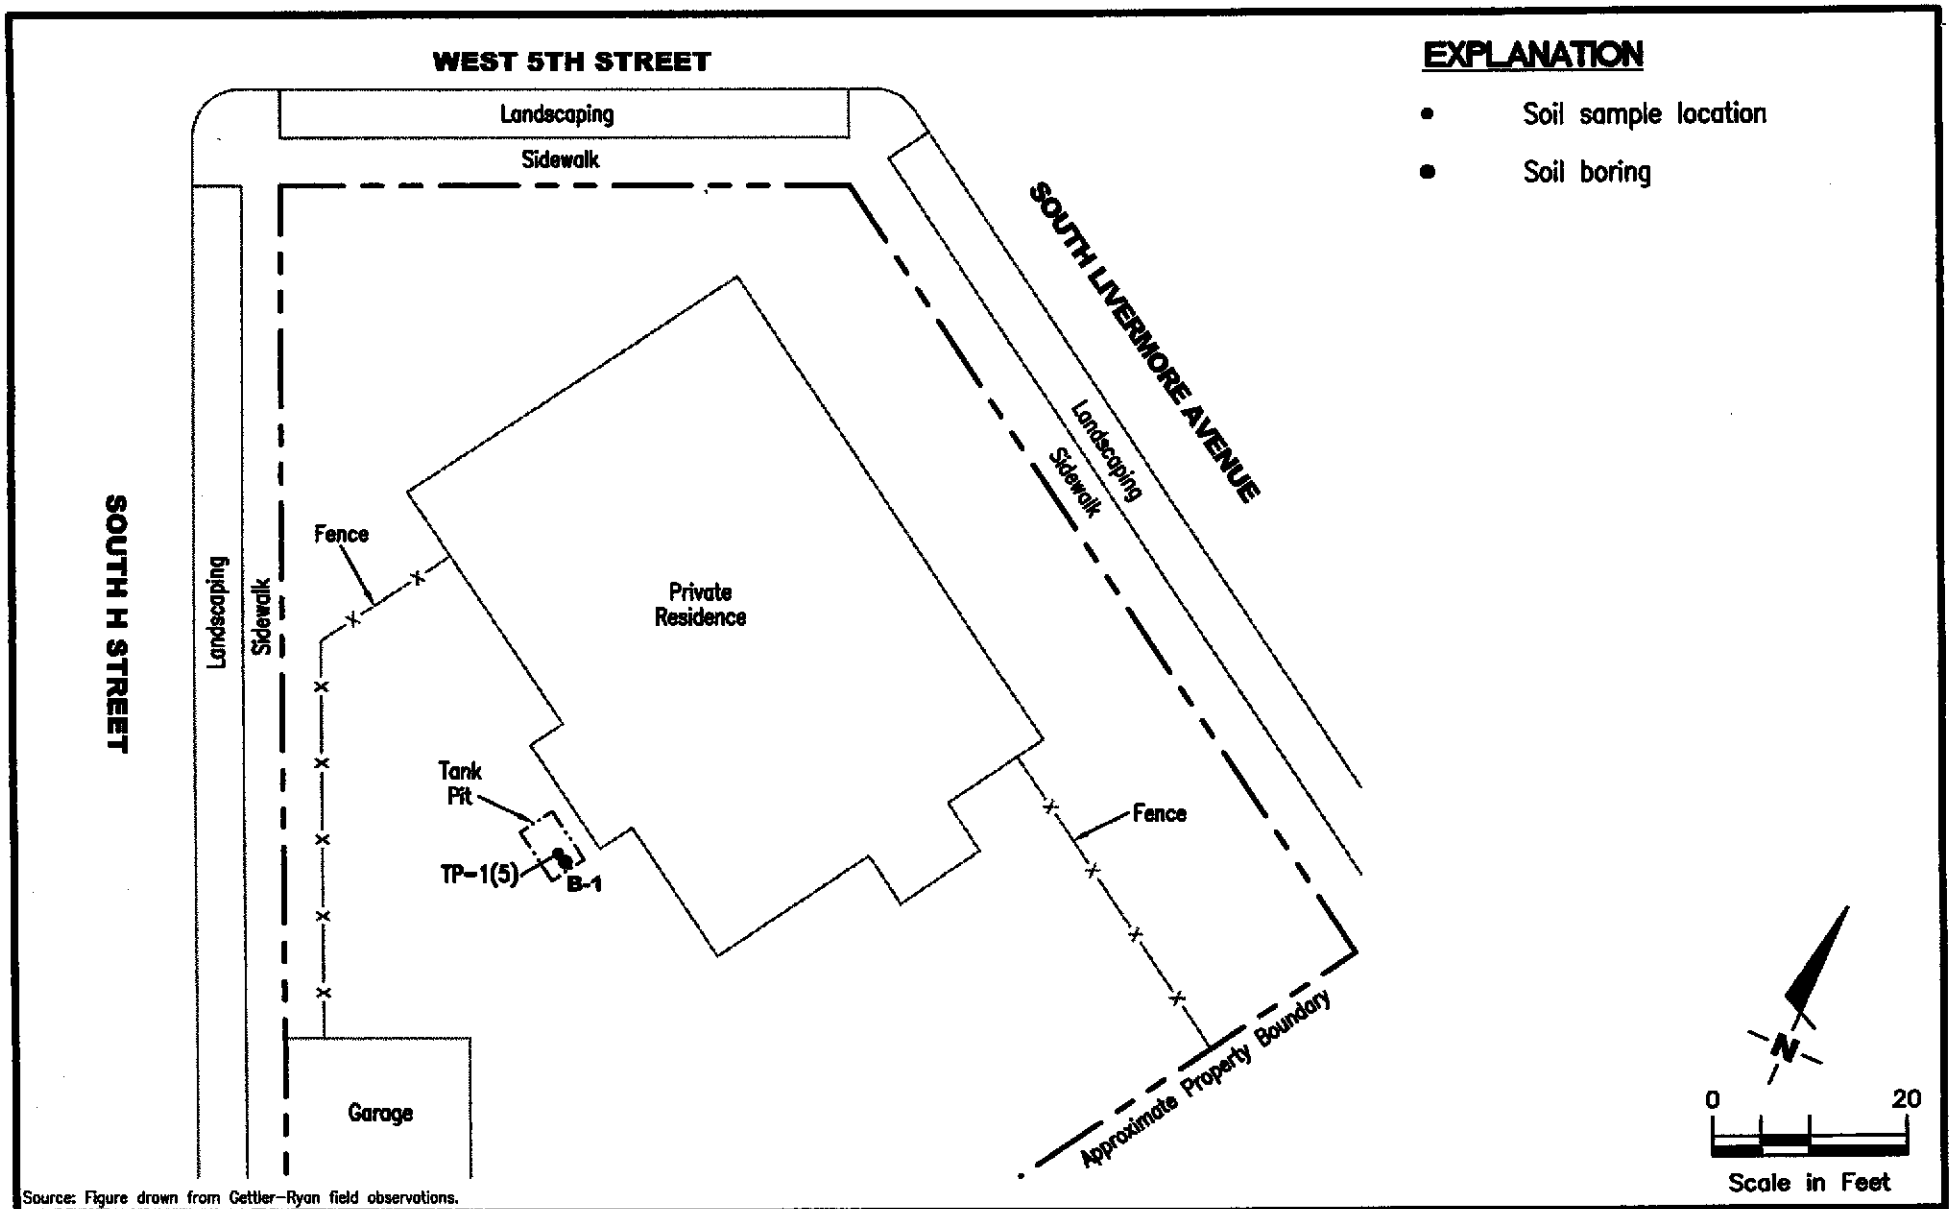 WEST 5TH STREET
EXPLANATION
Landscaping
Soil sample location
Sidewalk
Soil boring
SOUTH LIVERMORE AVENUE
Landscaping
Sidewalk
SOUTH H STREET
Landscaping
Sidewalk
Fence
Private
Residence
Tank
Pit
TP-1(5)
B-1
Fence
Approximate Property Boundary
Garage
N
0 20
Scale in Feet
Source: Figure drawn from Gettler-Ryan field observations.